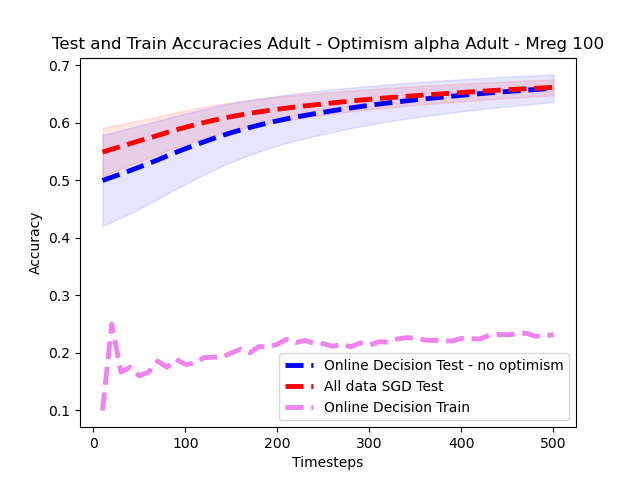 Test and Train Accuracies Adult - Optimism alpha Adult - Mreg 100
0.7
0.6
0.5
0.4
0.3
0.2
0.1
Accuracy
Online Decision Test - no optimism
All data SGD Test
Online Decision Train
0
100
200
300
400
500
Timesteps